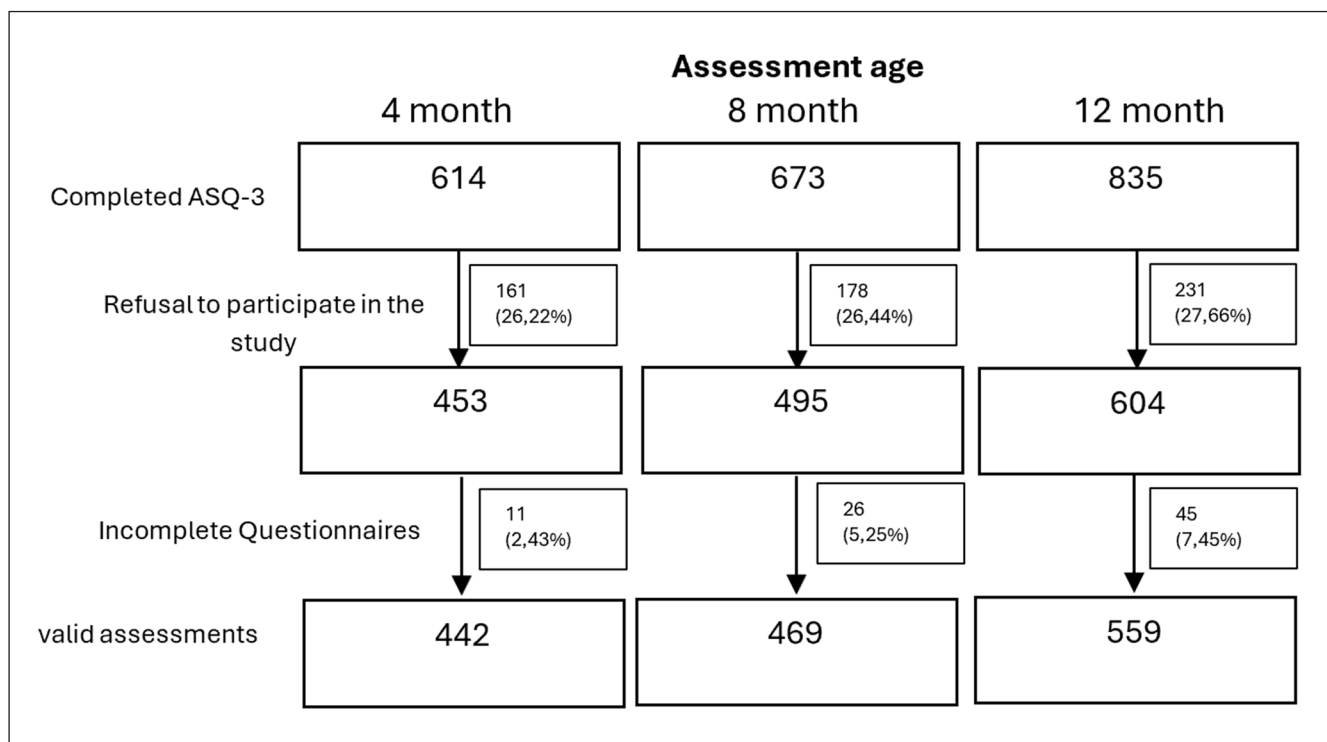 Assessment age
4 month
8 month
12 month
Completed ASQ-3
614
673
835
Refusal to participate in the
study
161
(26,22%)
178
(26,44%)
231
(27,66%)
453
495
604
Incomplete Questionnaires
11
(2,43%)
26
(5,25%)
45
(7,45%)
valid assessments
442
469
559